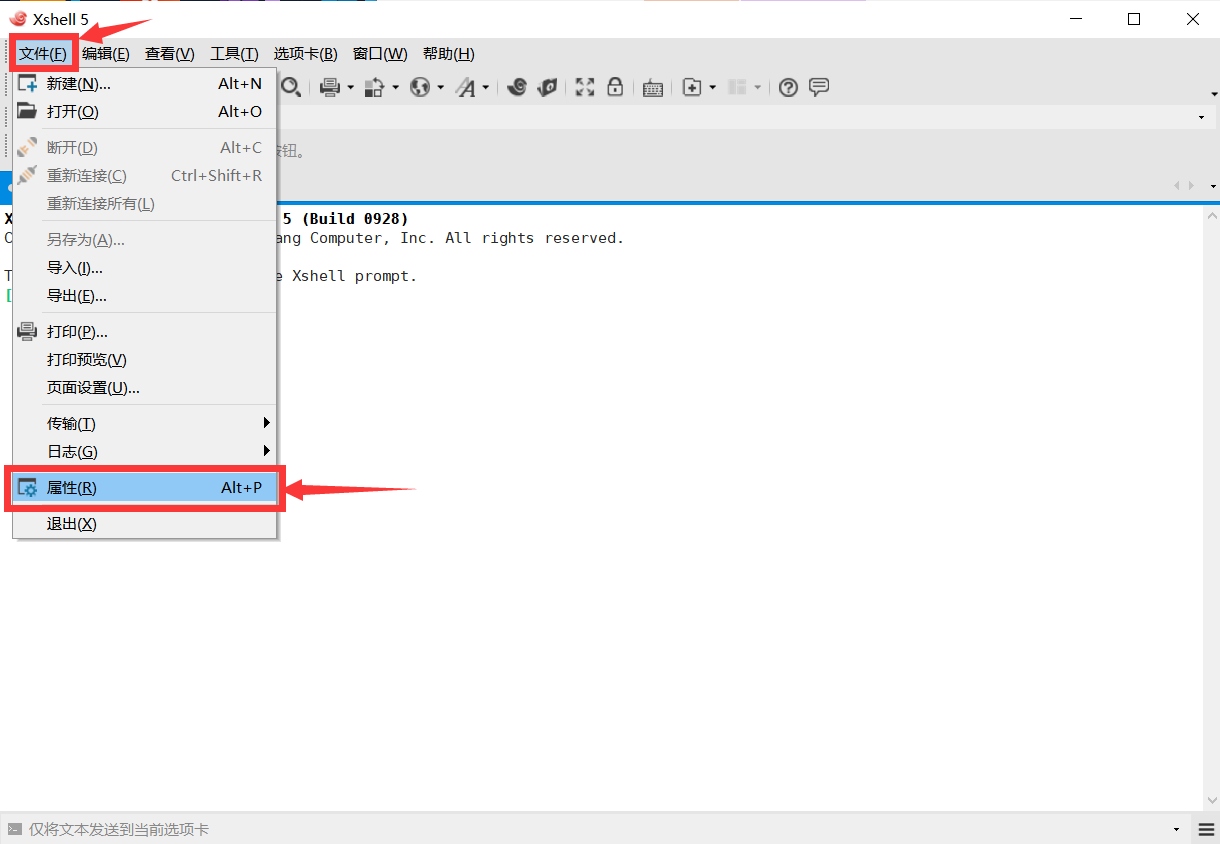 Xshell 5
文件(F) 编辑(E) 查看(V) 工具(T) 选项卡(B) 窗口(W) 帮助(H)
新建(N)... Alt+N
打开(O) Alt+O
断开(D) Alt+C
钮。
重新连接(C) Ctrl+Shift+R
重新连接所有(L)
X 5 (Build 0928)
C ang Computer, Inc. All rights reserved.
另存为(A)...
导入(I)...
T e Xshell prompt.
导出(E)...
[
打印(P)...
打印预览(V)
页面设置(U)...
传输(T)
日志(G)
属性(R) Alt+P
退出(X)
仅将文本发送到当前选项卡